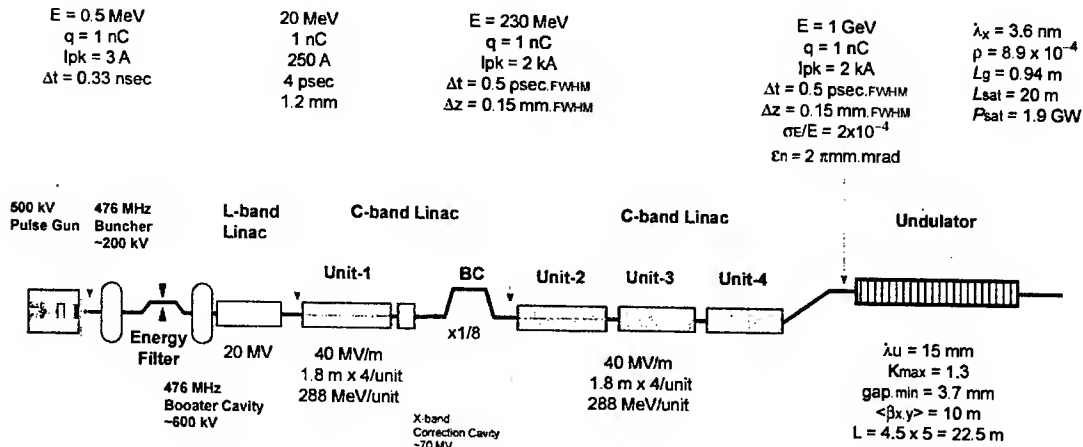 E = 0.5 MeV
q = 1 nC
Ipk = 3 A
Δt = 0.33 nsec
20 MeV
1 nC
250 A
4 psec
1.2 mm
E = 230 MeV
q = 1 nC
Ipk = 2 kA
Δt = 0.5 psec.FWHM
Δz = 0.15 mm.FWHM
E = 1 GeV
q = 1 nC
Ipk = 2 kA
Δt = 0.5 psec.FWHM
Δz = 0.15 mm.FWHM
σE/E = 2x10⁻⁴
εn = 2 πmm.mrad
λx = 3.6 nm
ρ = 8.9 x 10⁻⁴
Lg = 0.94 m
Lsat = 20 m
Psat = 1.9 GW
500 kV
Pulse Gun
476 MHz
Buncher
~200 kV
L-band
Linac
C-band Linac
C-band Linac
Undulator
Unit-1
BC
Unit-2
Unit-3
Unit-4
Energy
Filter
20 MV
x1/8
476 MHz
Booater Cavity
~600 kV
40 MV/m
1.8 m x 4/unit
288 MeV/unit
X-band
Correction Cavity
~70 MV
40 MV/m
1.8 m x 4/unit
288 MeV/unit
λu = 15 mm
Kmax = 1.3
gap.min = 3.7 mm
<βx,y> = 10 m
L = 4.5 x 5 = 22.5 m